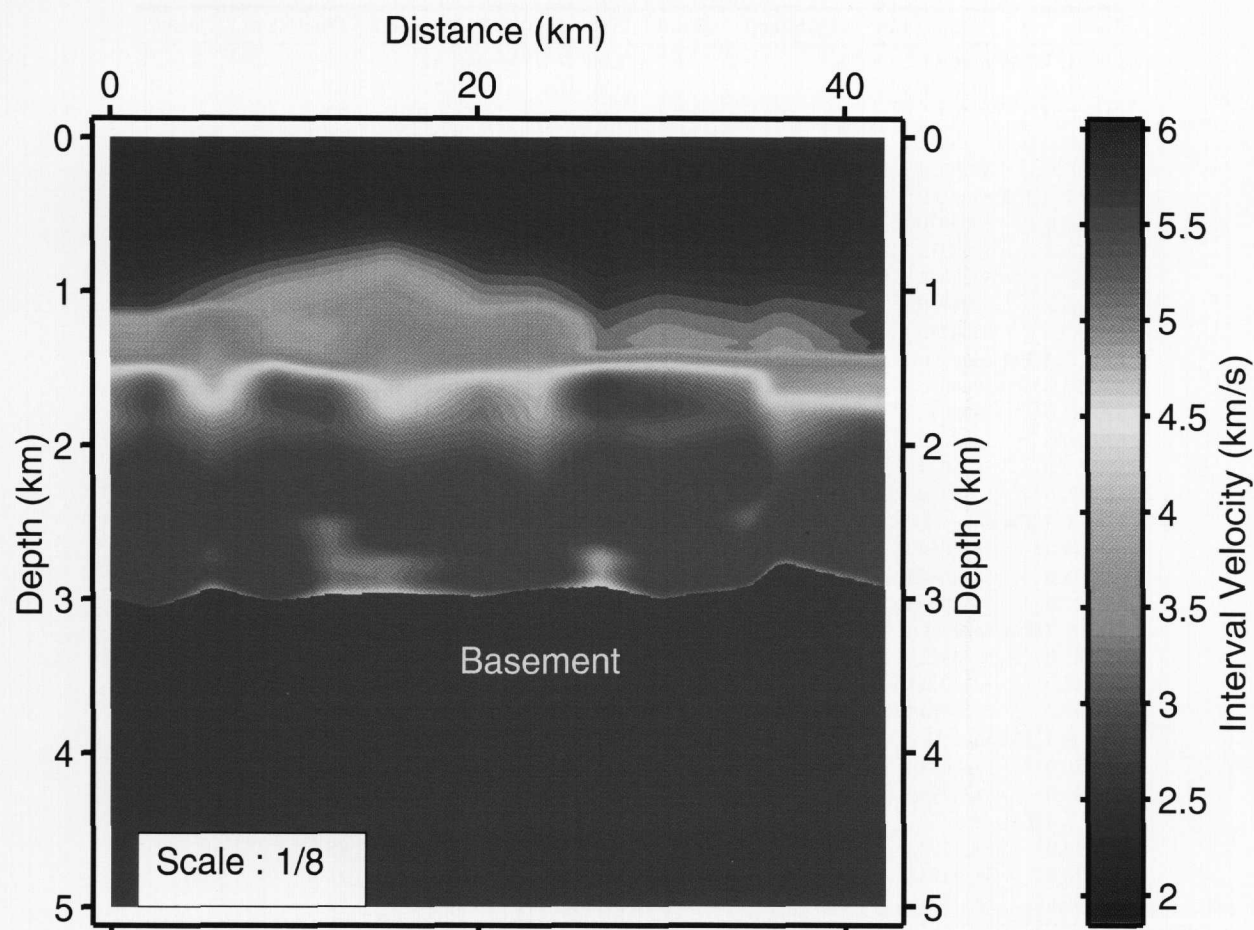 Distance (km)
0 20 40
0 0 6
5.5
1 1 5
4.5
2 2
4
3 3 3.5
Basement
3
4 4
2.5
Scale : 1/8
2
5 5
Depth (km)
Depth (km)
Interval Velocity (km/s)